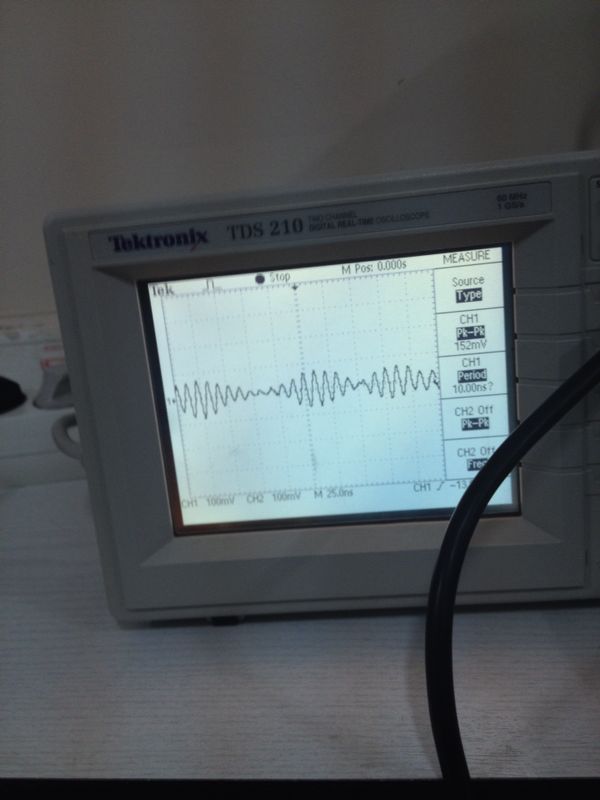 Tektronix TDS 210 TWO CHANNEL DIGITAL REAL-TIME OSCILLOSCOPE
60 MHz
1 GS/s
Tek Stop M Pos: 0.000s MEASURE
Source
Type
CH1
Pk-Pk
152mV
CH1
Period
10.00ns?
CH2 Off
Pk-Pk
CH2 Off
CH1 100mV CH2 100mV M 25.0ns CH1